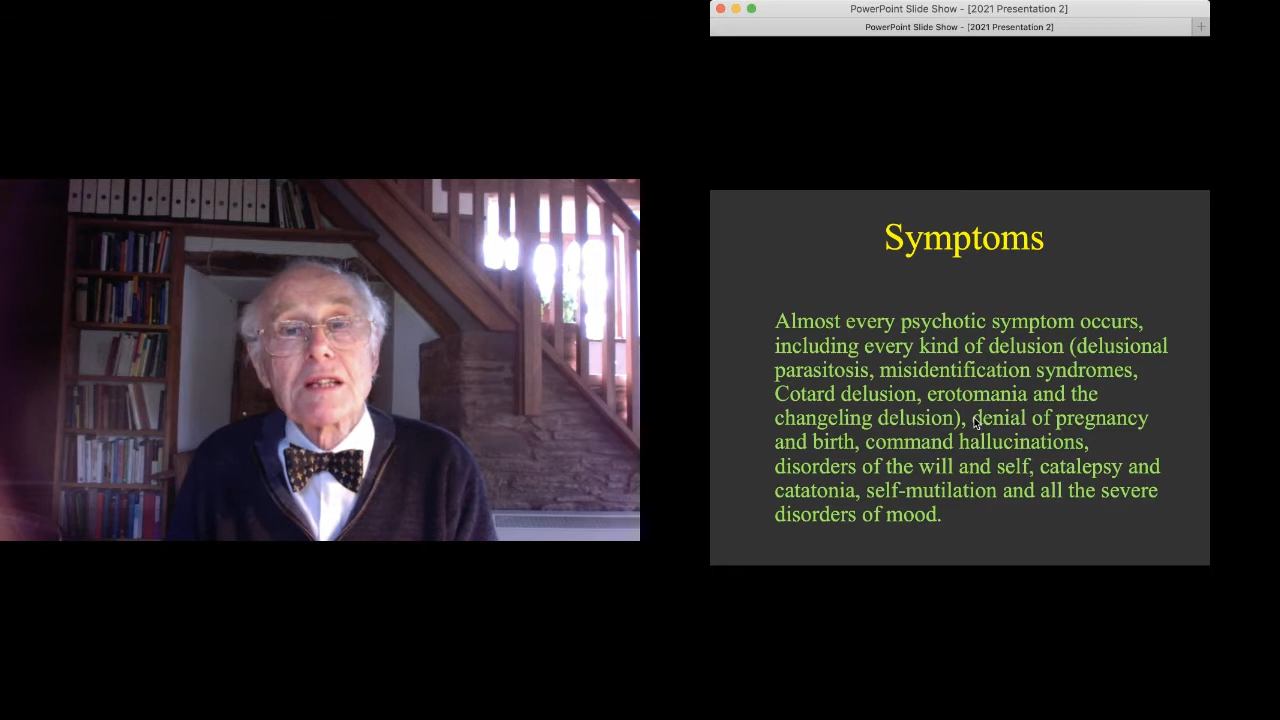 PowerPoint Slide Show - [2021 Presentation 2]
PowerPoint Slide Show - [2021 Presentation 2]
Symptoms
Almost every psychotic symptom occurs,
including every kind of delusion (delusional
parasitosis, misidentification syndromes,
Cotard delusion, erotomania and the
changeling delusion), denial of pregnancy
and birth, command hallucinations,
disorders of the will and self, catalepsy and
catatonia, self-mutilation and all the severe
disorders of mood.